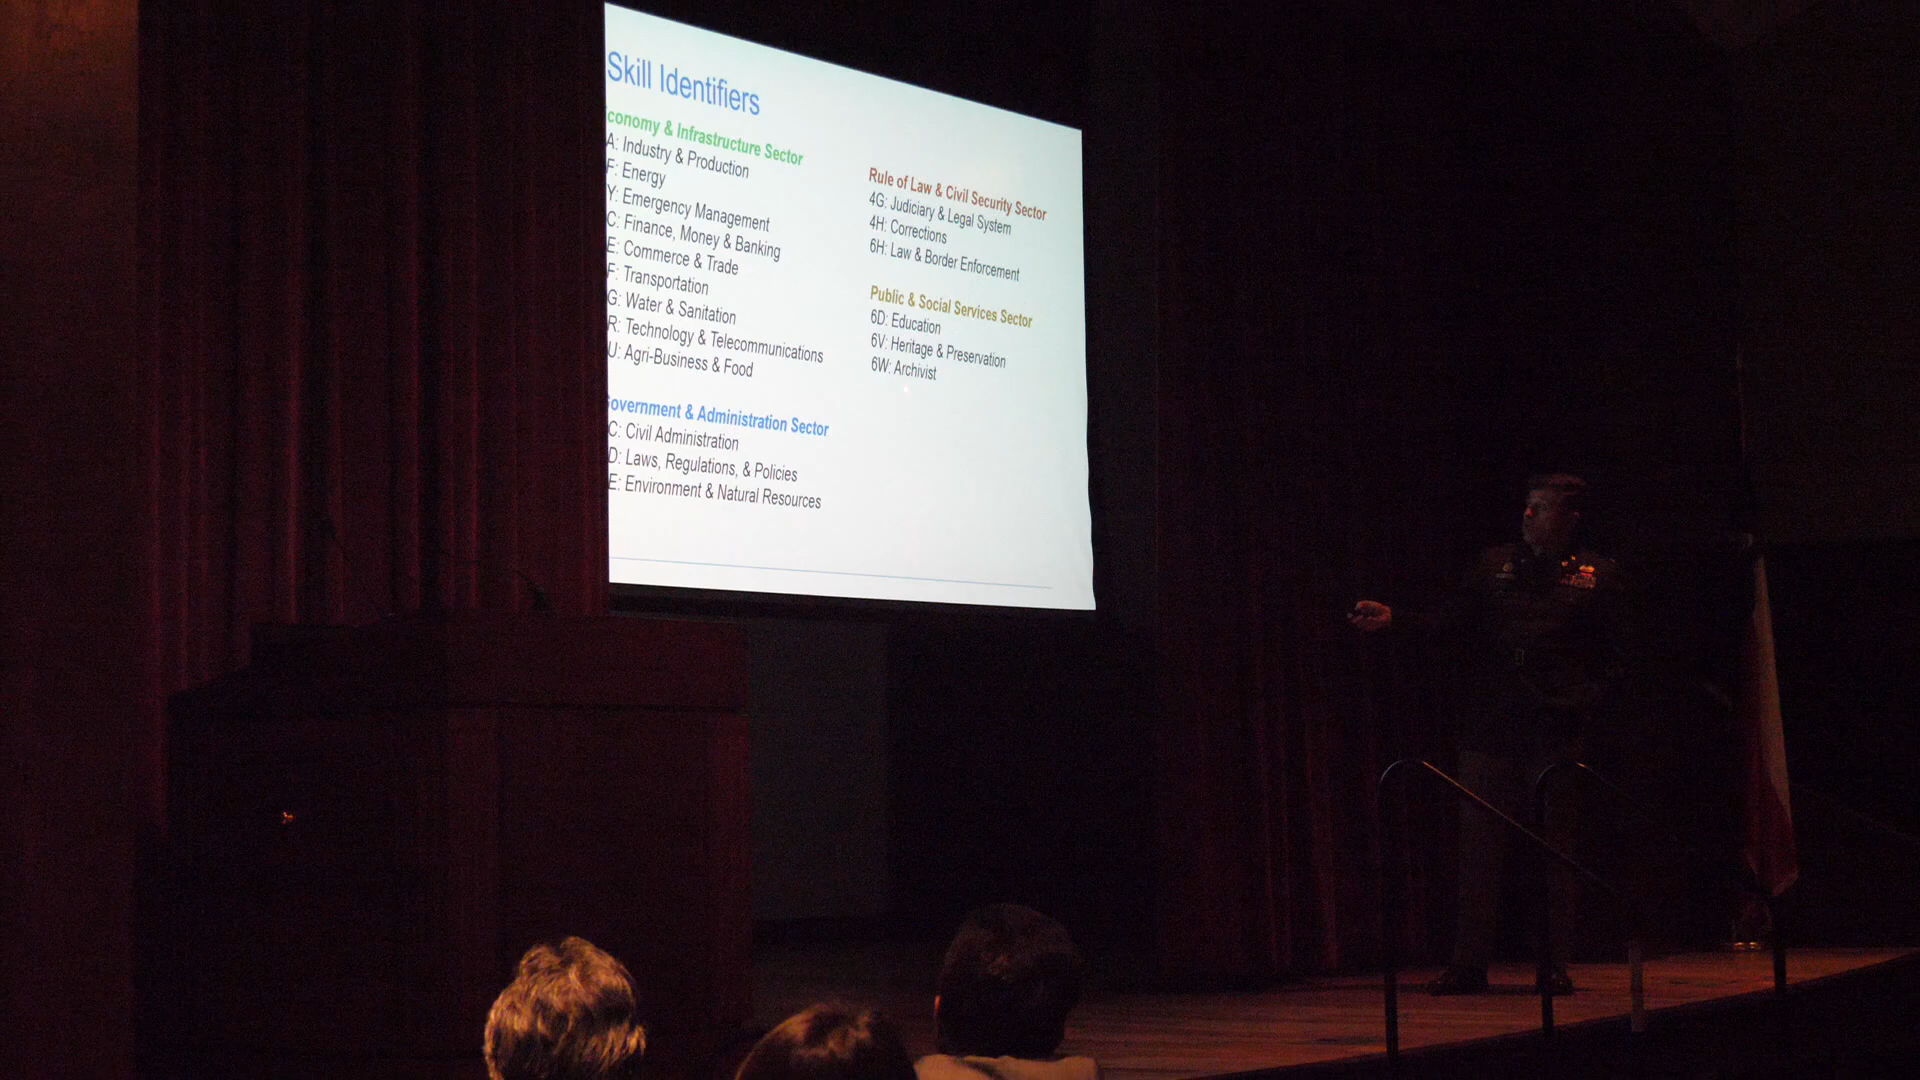 Skill Identifiers
conomy & Infrastructure Sector
A: Industry & Production
F: Energy
Y: Emergency Management
C: Finance, Money & Banking
E: Commerce & Trade
F: Transportation
G: Water & Sanitation
R: Technology & Telecommunications
U: Agri-Business & Food
overnment & Administration Sector
C: Civil Administration
D: Laws, Regulations, & Policies
E: Environment & Natural Resources
Rule of Law & Civil Security Sector
4G: Judiciary & Legal System
4H: Corrections
6H: Law & Border Enforcement
Public & Social Services Sector
6D: Education
6V: Heritage & Preservation
6W: Archivist